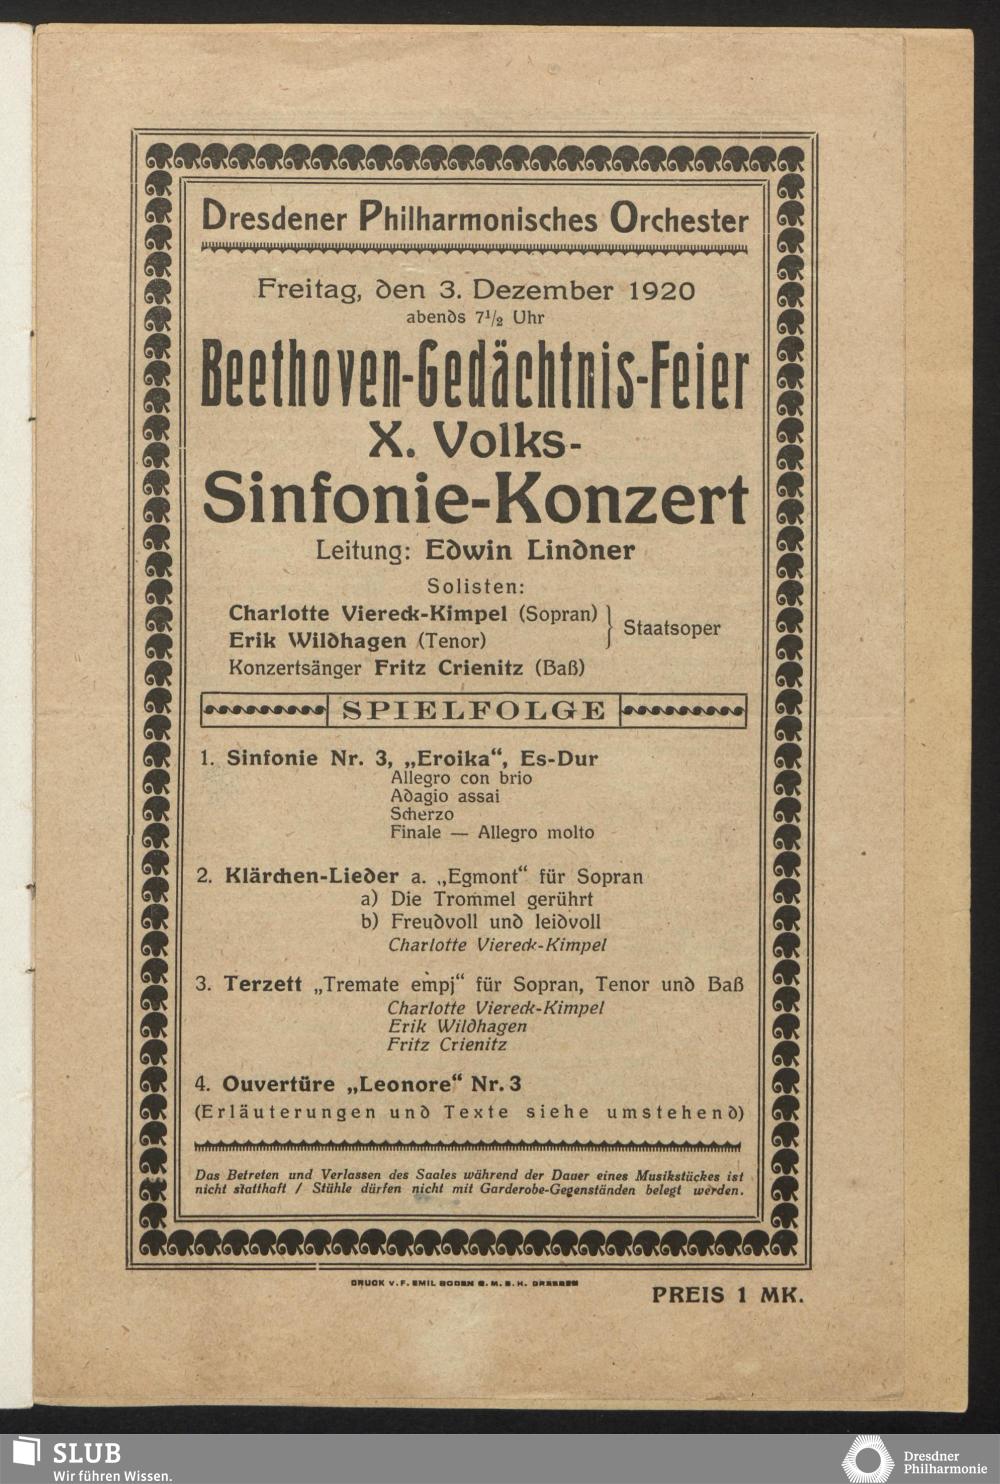 Dresdener Philharmonisches Orchester
Freitag, den 3. Dezember 1920
abends 7½ Uhr
Beethoven-Gedächtnis-Feier
X. Volks-
Sinfonie-Konzert
Leitung: Edwin Lindner
Solisten:
Charlotte Viereck-Kimpel (Sopran)
Erik Wildhagen (Tenor)
} Staatsoper
Konzertsänger Fritz Crienitz (Baß)
SPIELFOLGE
1. Sinfonie Nr. 3, „Eroika“, Es-Dur
Allegro con brio
Adagio assai
Scherzo
Finale — Allegro molto
2. Klärchen-Lieder a. „Egmont“ für Sopran
a) Die Trommel gerührt
b) Freudvoll und leidvoll
Charlotte Viereck-Kimpel
3. Terzett „Tremate empj“ für Sopran, Tenor und Baß
Charlotte Viereck-Kimpel
Erik Wildhagen
Fritz Crienitz
4. Ouvertüre „Leonore“ Nr. 3
(Erläuterungen und Texte siehe umstehend)
Das Betreten und Verlassen des Saales während der Dauer eines Musikstückes ist
nicht statthaft / Stühle dürfen nicht mit Garderobe-Gegenständen belegt werden.
DRUCK V. F. EMIL BODEN G. M. B. H. DRESDEN
PREIS 1 MK.
SLUB
Wir führen Wissen.
Dresdner
Philharmonie